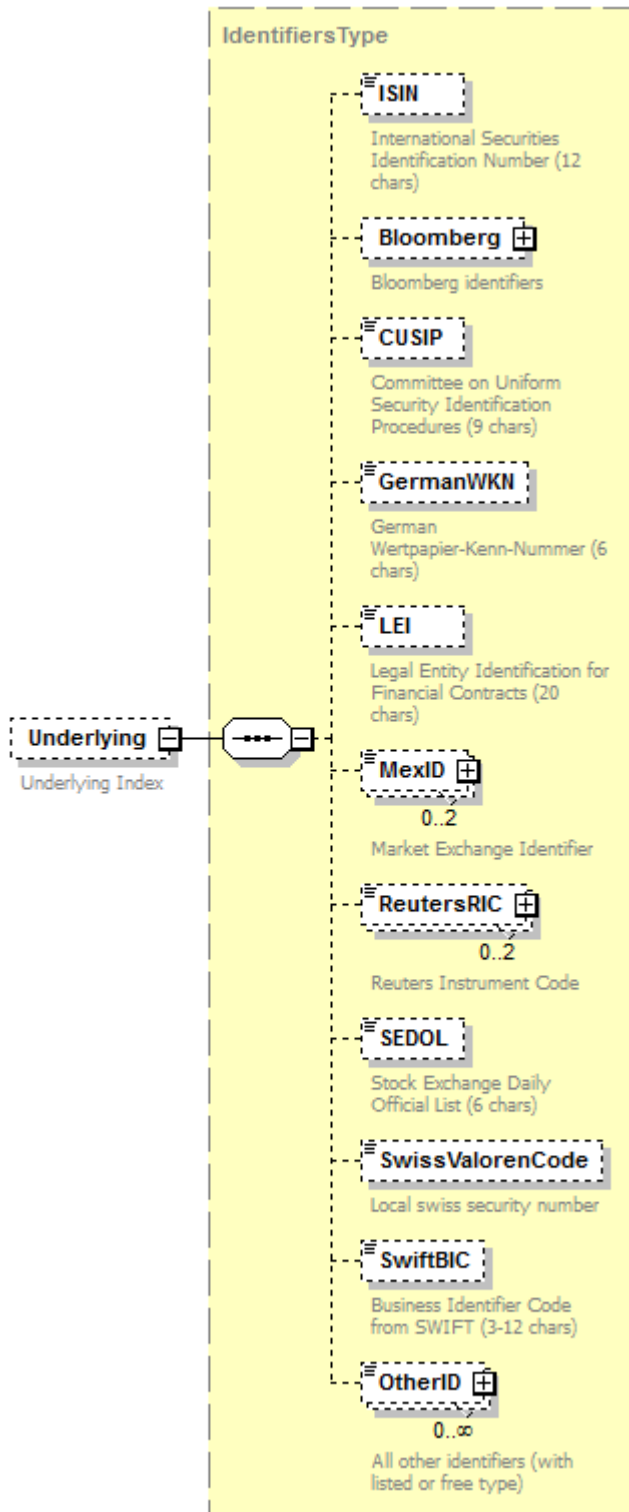 IdentifiersType
ISIN
International Securities
Identification Number (12
chars)
Bloomberg
Bloomberg identifiers
CUSIP
Committee on Uniform
Security Identification
Procedures (9 chars)
GermanWKN
German
Wertpapier-Kenn-Nummer (6
chars)
LEI
Legal Entity Identification for
Financial Contracts (20
chars)
Underlying
Underlying Index
MexID
0..2
Market Exchange Identifier
ReutersRIC
0..2
Reuters Instrument Code
SEDOL
Stock Exchange Daily
Official List (6 chars)
SwissValorenCode
Local swiss security number
SwiftBIC
Business Identifier Code
from SWIFT (3-12 chars)
OtherID
0..∞
All other identifiers (with
listed or free type)